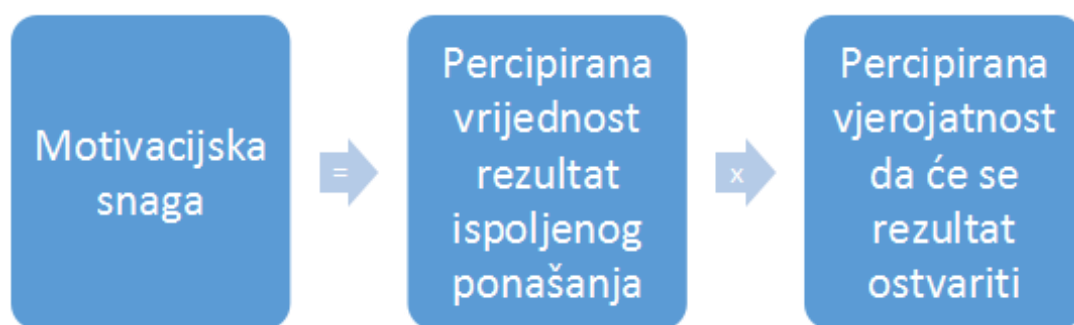 Motivacijska
snaga
=
Percipirana
vrijednost
rezultat
ispoljenog
ponašanja
x
Percipirana
vjerojatnost
da će se
rezultat
ostvariti